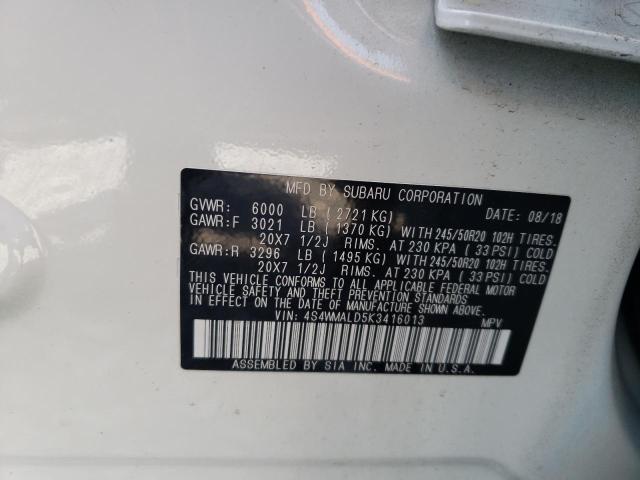 MFD BY SUBARU CORPORATION
GVWR: 6000 LB ( 2721 KG) DATE: 08/18
GAWR:F 3021 LB ( 1370 KG) WITH 245/50R20 102H TIRES.
20X7 1/2J RIMS. AT 230 KPA ( 33 PSI) COLD
GAWR:R 3296 LB ( 1495 KG) WITH 245/50R20 102H TIRES.
20X7 1/2J RIMS. AT 230 KPA ( 33 PSI) COLD
THIS VEHICLE CONFORMS TO ALL APPLICABLE FEDERAL MOTOR
VEHICLE SAFETY AND THEFT PREVENTION STANDARDS
IN EFFECT ON THE DATE OF MANUFACTURE SHOWN ABOVE.
VIN: 4S4WMALD5K3416013 MPV
ASSEMBLED BY SIA INC. MADE IN U.S.A.